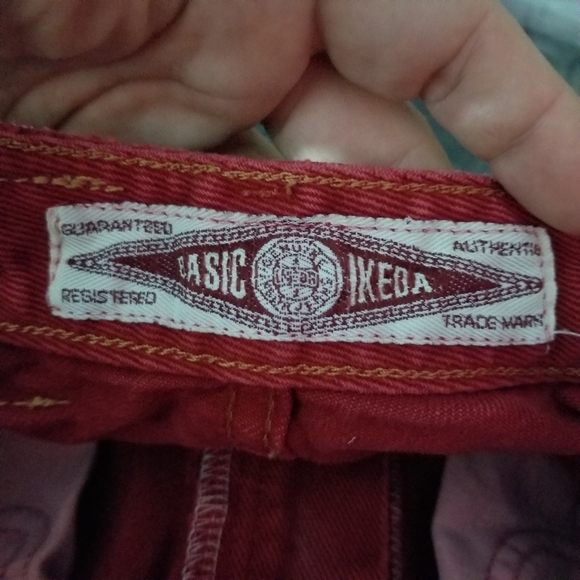 GUARANTEED
AUTHENTIC
BASIC IKEDA
REGISTERED
TRADE MARK